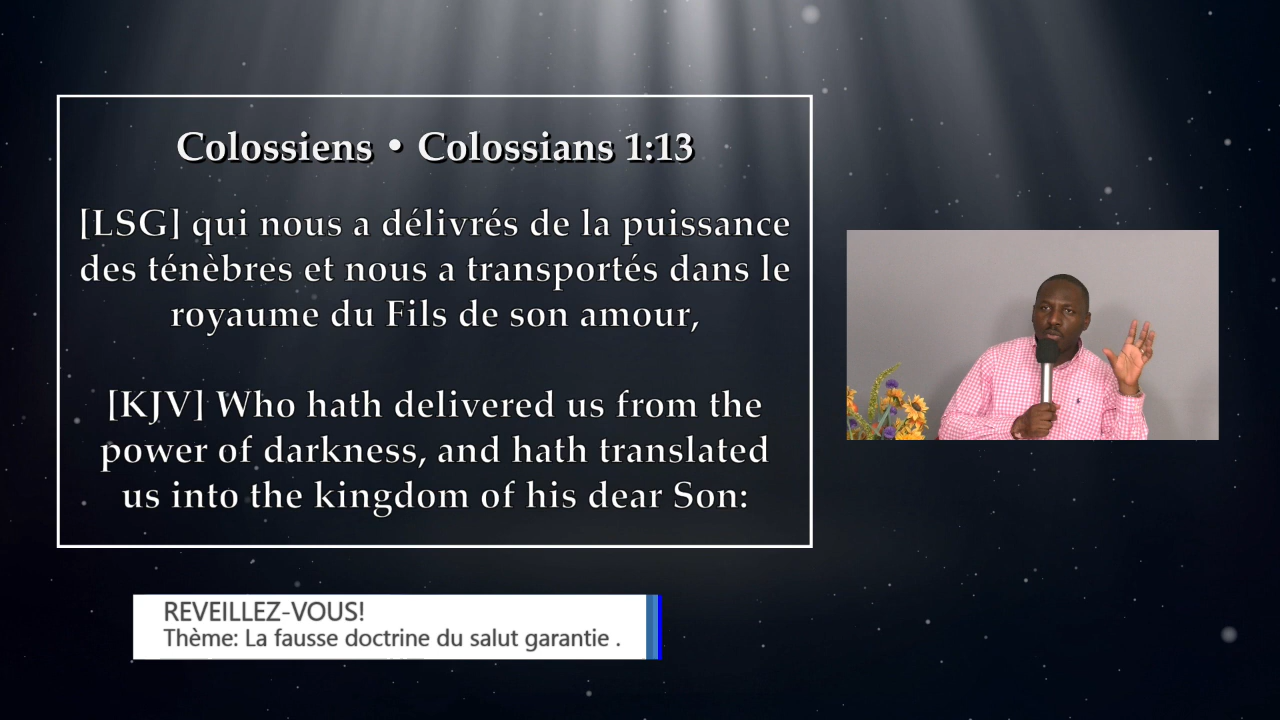 Colossiens • Colossians 1:13
[LSG] qui nous a délivrés de la puissance
des ténèbres et nous a transportés dans le
royaume du Fils de son amour,
[KJV] Who hath delivered us from the
power of darkness, and hath translated
us into the kingdom of his dear Son:
REVEILLEZ-VOUS!
Thème: La fausse doctrine du salut garantie .